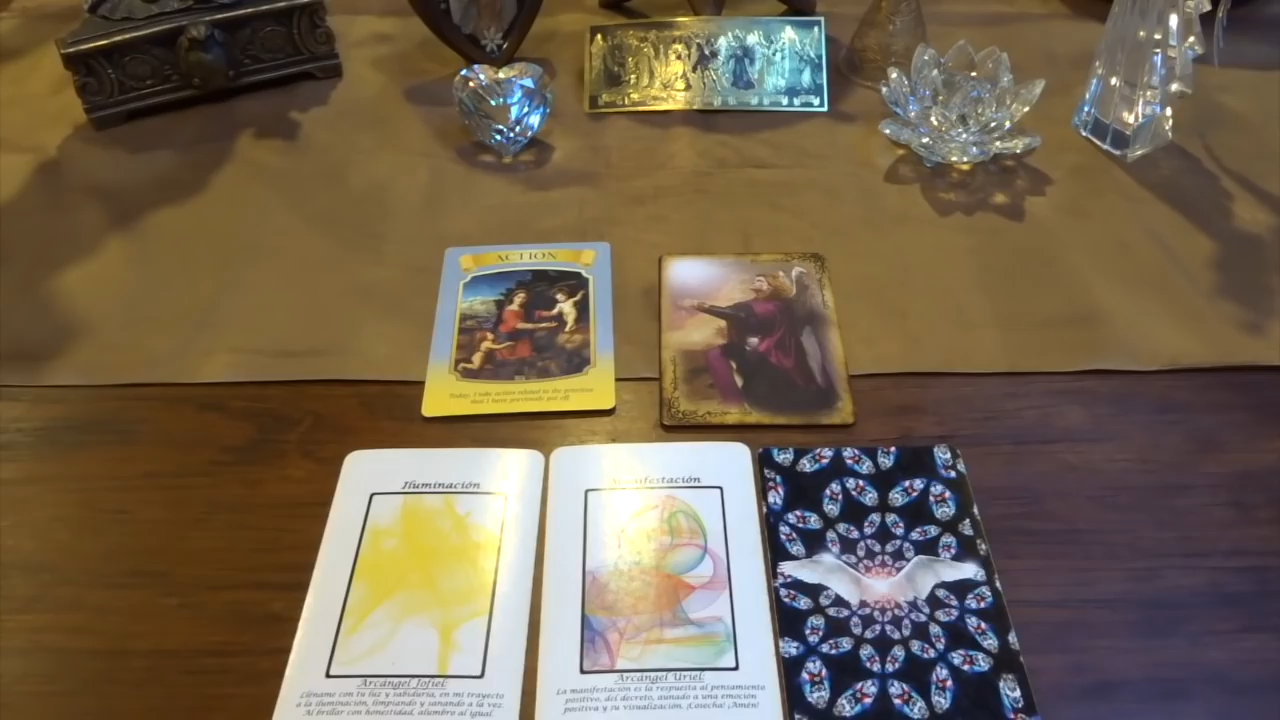 ACTION
Today, I take action related to the priorities
that I have previously put off.
Iluminación
Manifestación
Arcángel Jofiel:
Lléname con tu luz y sabiduría, en mi trayecto
a la iluminación, limpiando y sanando a la vez.
Al brillar con honestidad, alumbro al igual.
Arcángel Uriel:
La manifestación es la respuesta al pensamiento
positivo, del decreto, aunado a una emoción
positiva y su visualización. ¡Cosecha! ¡Amén!